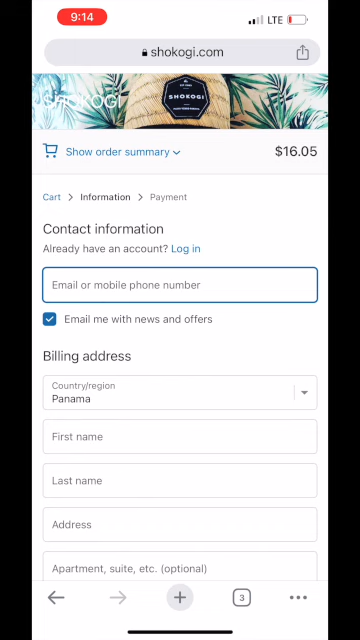 9:14
LTE
shokogi.com
SHOKOGI
SHOKOGI
Show order summary
$16.05
Cart > Information > Payment
Contact information
Already have an account? Log in
Email or mobile phone number
Email me with news and offers
Billing address
Country/region
Panama
First name
Last name
Address
Apartment, suite, etc. (optional)
3